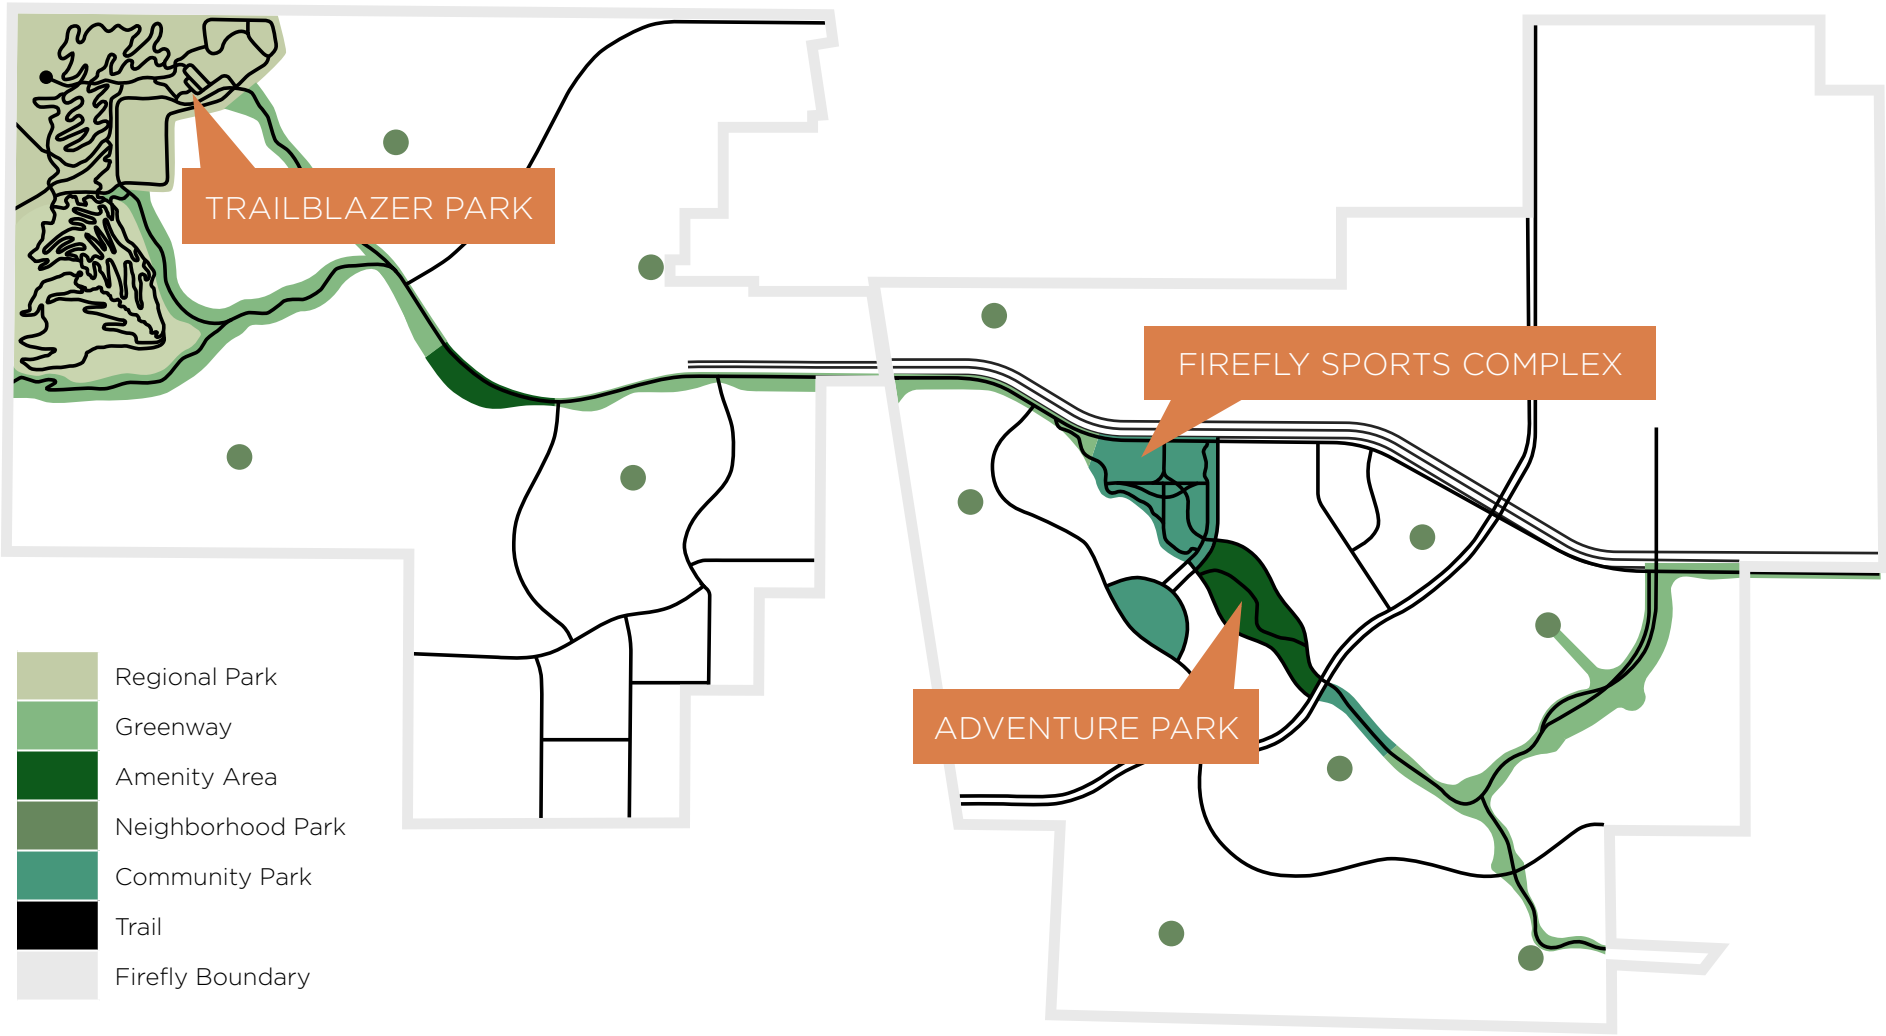 TRAILBLAZER PARK
FIREFLY SPORTS COMPLEX
ADVENTURE PARK
Regional Park
Greenway
Amenity Area
Neighborhood Park
Community Park
Trail
Firefly Boundary